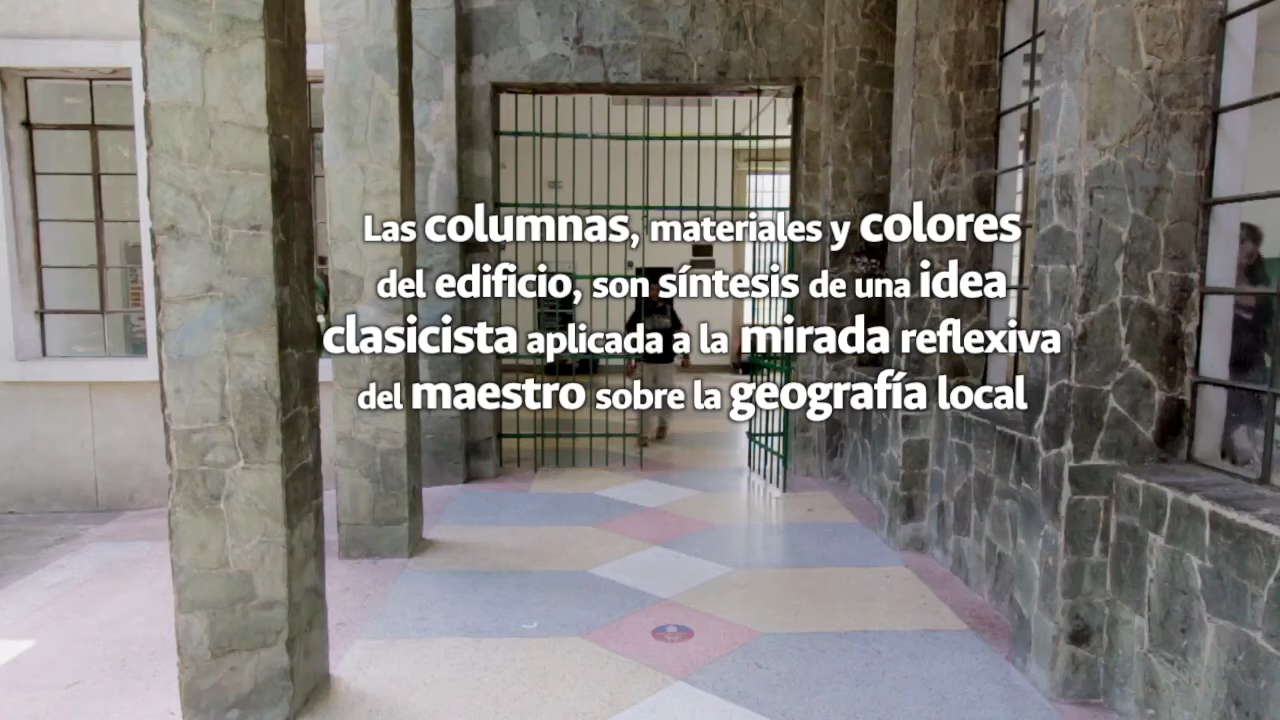 Las columnas, materiales y colores
del edificio, son síntesis de una idea
clasicista aplicada a la mirada reflexiva
del maestro sobre la geografía local